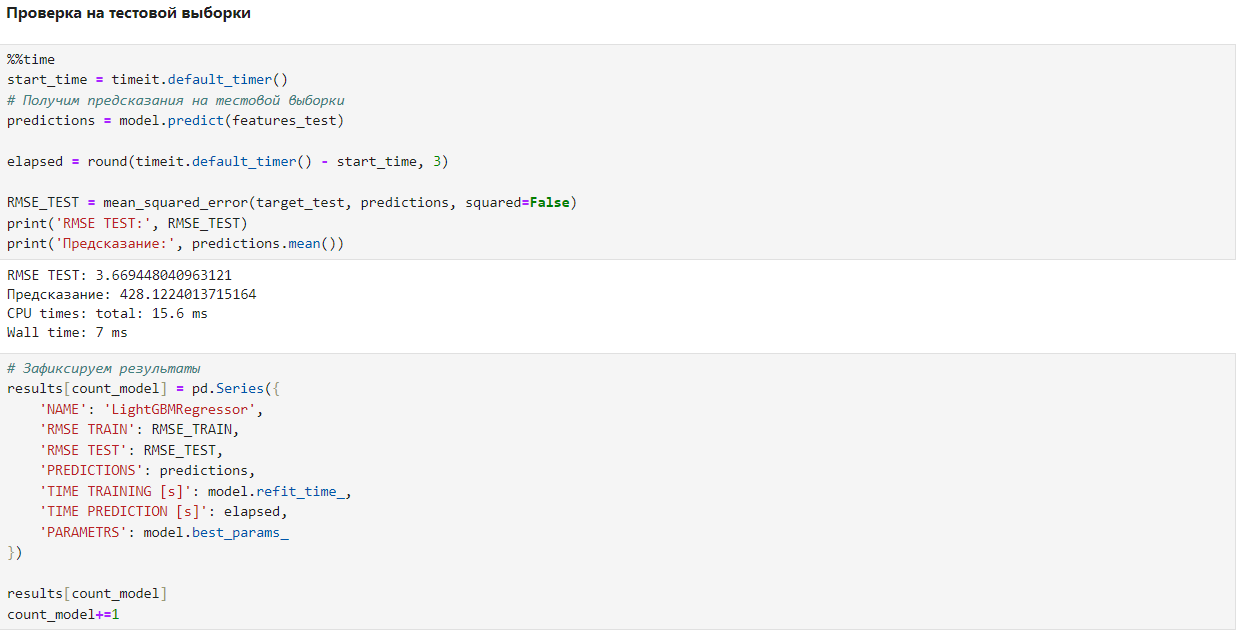 Проверка на тестовой выборки
%%time
start_time = timeit.default_timer()
# Получим предсказания на тестовой выборки
predictions = model.predict(features_test)
elapsed = round(timeit.default_timer() - start_time, 3)
RMSE_TEST = mean_squared_error(target_test, predictions, squared=False)
print('RMSE TEST:', RMSE_TEST)
print('Предсказание:', predictions.mean())
RMSE TEST: 3.669448040963121
Предсказание: 428.1224013715164
CPU times: total: 15.6 ms
Wall time: 7 ms
# Зафиксируем результаты
results[count_model] = pd.Series({
    'NAME': 'LightGBMRegressor',
    'RMSE TRAIN': RMSE_TRAIN,
    'RMSE TEST': RMSE_TEST,
    'PREDICTIONS': predictions,
    'TIME TRAINING [s]': model.refit_time_,
    'TIME PREDICTION [s]': elapsed,
    'PARAMETRS': model.best_params_
})
results[count_model]
count_model+=1